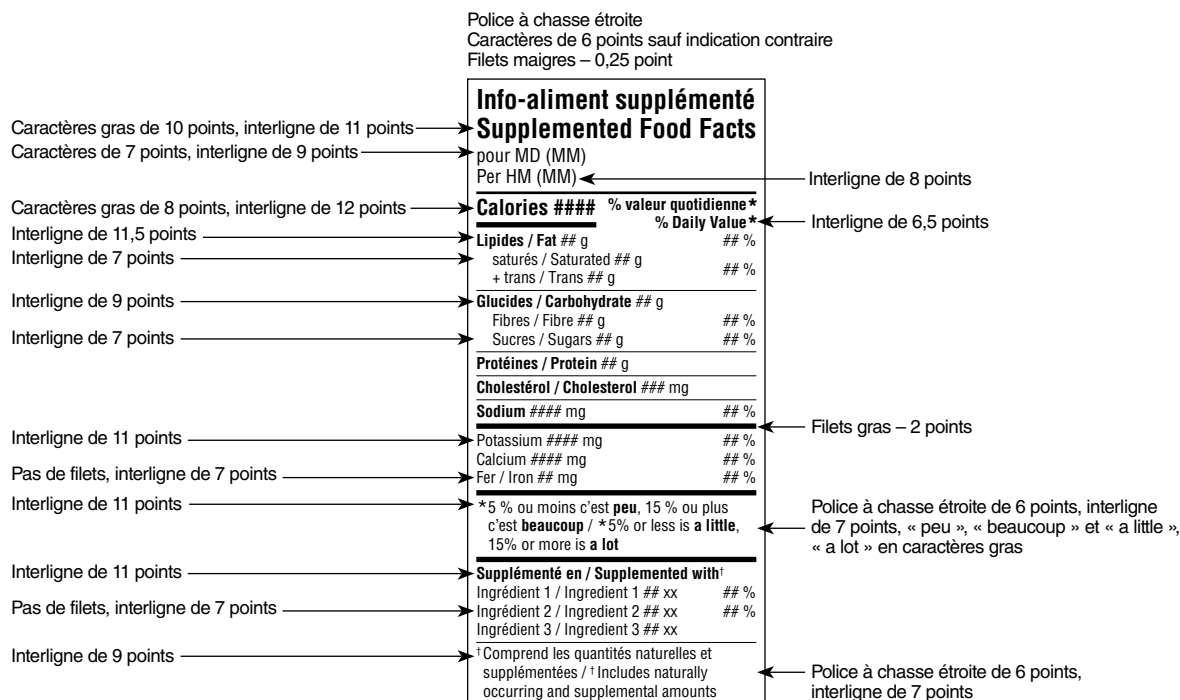 Police à chasse étroite
Caractères de 6 points sauf indication contraire
Filets maigres – 0,25 point
Info-aliment supplémenté
Caractères gras de 10 points, interligne de 11 points
Supplemented Food Facts
Caractères de 7 points, interligne de 9 points
pour MD (MM)
Per HM (MM)
Interligne de 8 points
Caractères gras de 8 points, interligne de 12 points
Calories ####
% valeur quotidienne*
% Daily Value*
Interligne de 6,5 points
Interligne de 11,5 points
Lipides / Fat ## g ## %
Interligne de 7 points
saturés / Saturated ## g
+ trans / Trans ## g
## %
Interligne de 9 points
Glucides / Carbohydrate ## g
Fibres / Fibre ## g ## %
Interligne de 7 points
Sucres / Sugars ## g ## %
Protéines / Protein ## g
Cholestérol / Cholesterol ### mg
Sodium #### mg ## %
Filets gras – 2 points
Interligne de 11 points
Potassium #### mg ## %
Calcium #### mg ## %
Pas de filets, interligne de 7 points
Fer / Iron ## mg ## %
Interligne de 11 points
*5 % ou moins c’est peu, 15 % ou plus
c’est beaucoup / *5% or less is a little,
15% or more is a lot
Police à chasse étroite de 6 points, interligne
de 7 points, « peu », « beaucoup » et « a little »,
« a lot » en caractères gras
Interligne de 11 points
Supplémenté en / Supplemented with†
Ingrédient 1 / Ingredient 1 ## xx ## %
Pas de filets, interligne de 7 points
Ingrédient 2 / Ingredient 2 ## xx ## %
Ingrédient 3 / Ingredient 3 ## xx
Interligne de 9 points
†Comprend les quantités naturelles et
supplémentées / †Includes naturally
occurring and supplemental amounts
Police à chasse étroite de 6 points,
interligne de 7 points